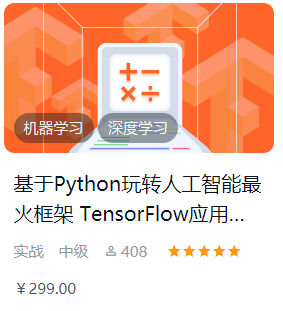 机器学习 深度学习
基于Python玩转人工智能最
火框架 TensorFlow应用...
实战 中级 408
￥299.00